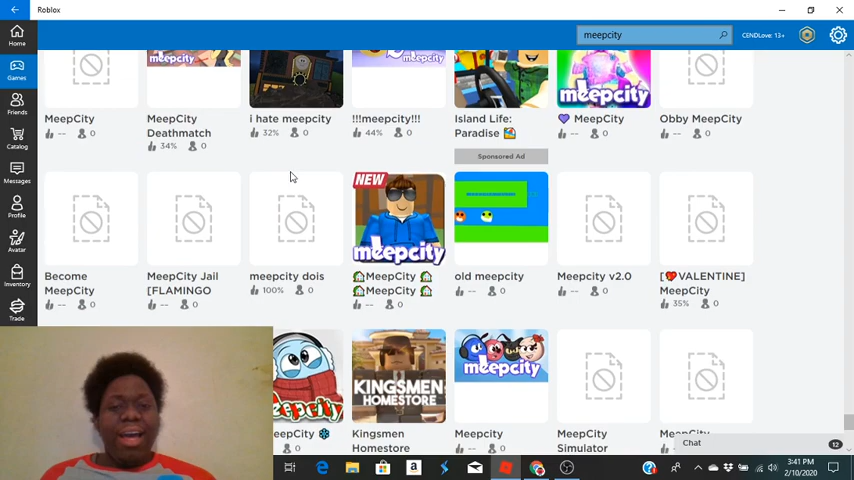 Roblox
meepcity
CENDLove: 13+
Home
Games
Friends
Catalog
Messages
Profile
Avatar
Inventory
Trade
meepcity
meepcity
meepcity
MeepCity
MeepCity
Deathmatch
i hate meepcity
!!!meepcity!!!
Island Life:
Paradise
💜 MeepCity
Obby MeepCity
--
0
34%
0
32%
0
44%
0
--
0
--
0
Sponsored Ad
NEW
meepcity
Become
MeepCity
MeepCity Jail
[FLAMINGO
meepcity dois
🏠MeepCity 🏠
🏠MeepCity 🏠
old meepcity
Meepcity v2.0
[💘VALENTINE]
MeepCity
--
0
--
0
100%
0
--
0
--
0
--
0
35%
0
KINGSMEN
HOMESTORE
meepcity
eepCity ❄
Kingsmen
Homestore
Meepcity
MeepCity
Simulator
0
Chat
12
3:41 PM
2/10/2020